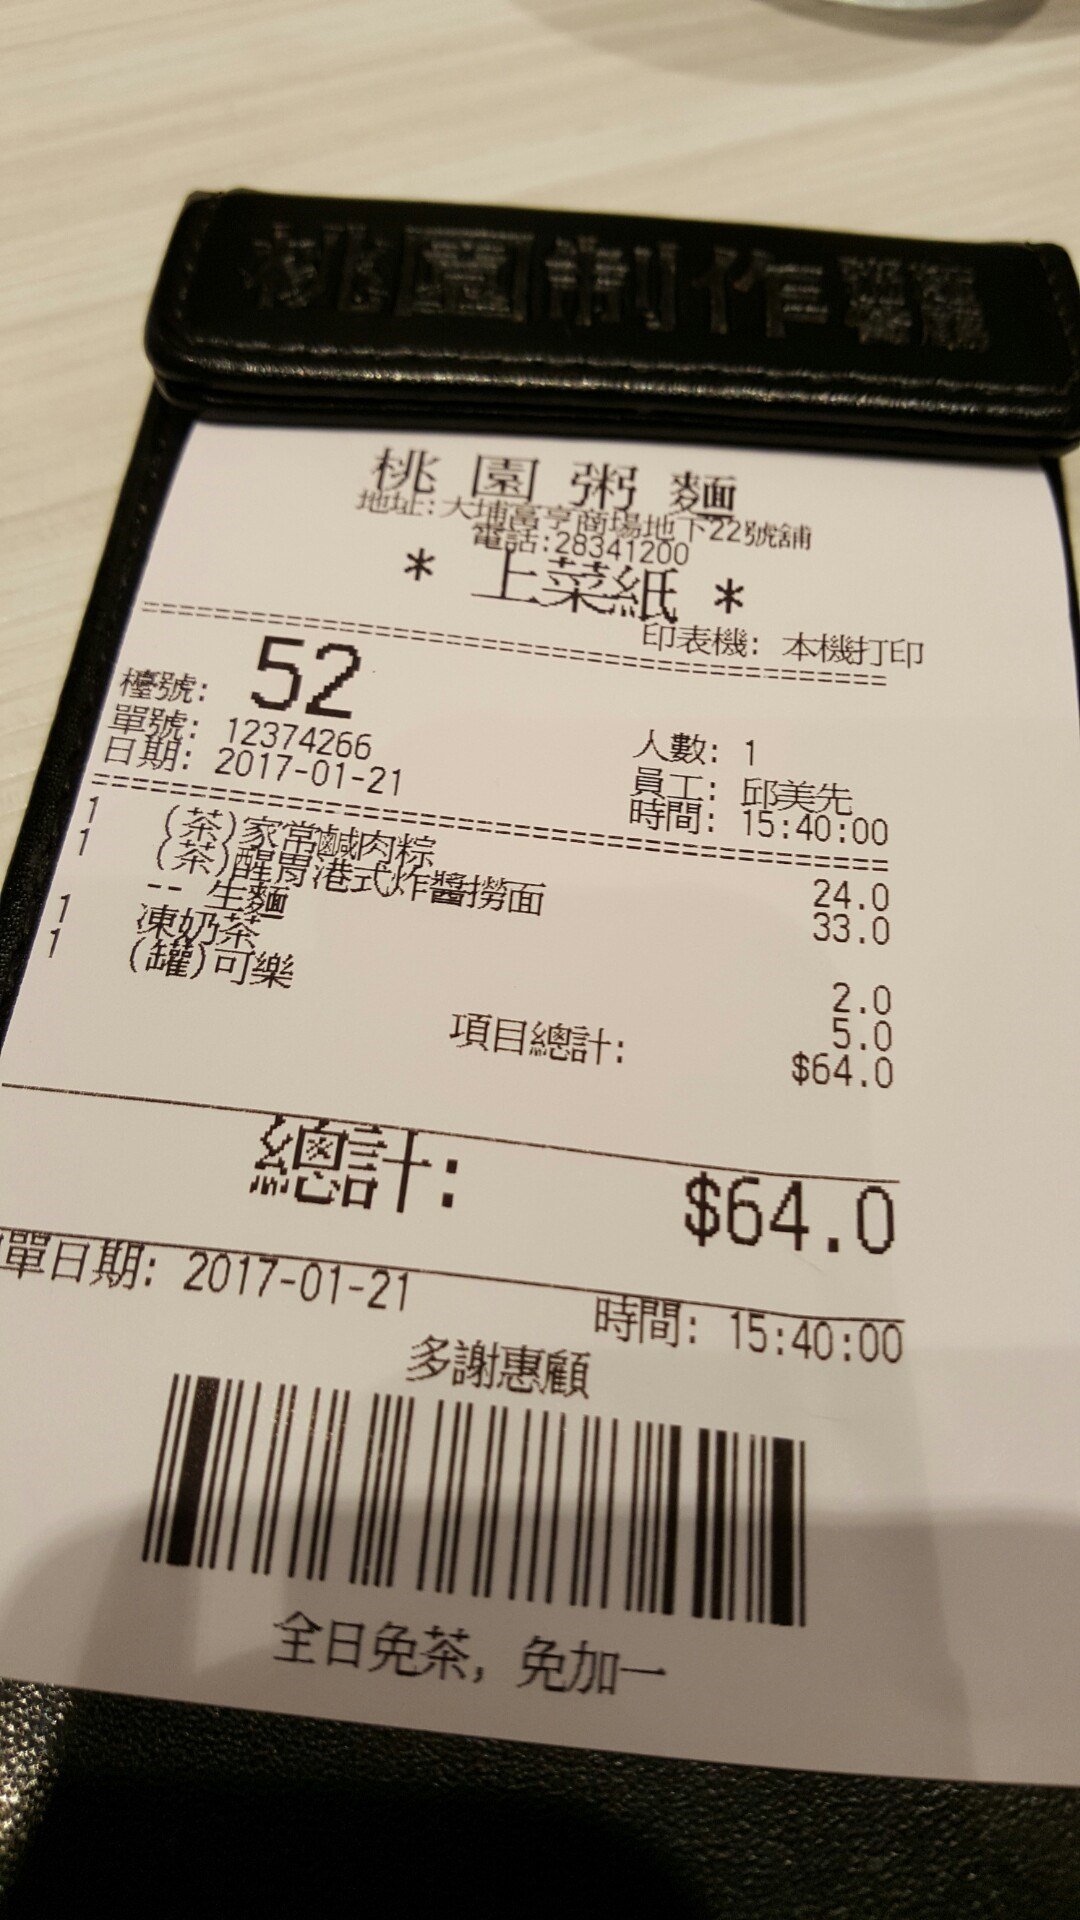 桃園制作
桃園粥麵
地址:大埔富亨商場地下22號舖
電話:28341200
* 上菜紙 *
印表機: 本機打印
檯號: 52
單號: 12374266 人數: 1
日期: 2017-01-21 員工: 邱美先
時間: 15:40:00
1 (茶)家常鹹肉粽 24.0
1 (茶)醒胃港式炸醬撈面 33.0
-- 生麵
1 凍奶茶 2.0
1 (罐)可樂 5.0
項目總計: $64.0
總計: $64.0
單日期: 2017-01-21 時間: 15:40:00
多謝惠顧
全日免茶, 免加一